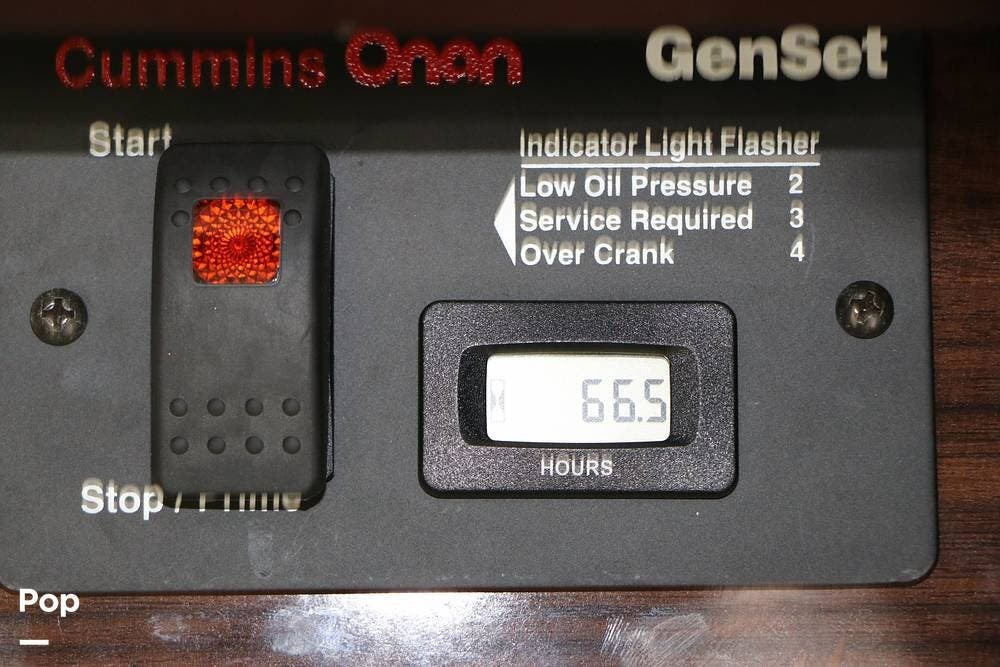 Cummins Onan GenSet
Start
Indicator Light Flasher
Low Oil Pressure 2
Service Required 3
Over Crank 4
66.5
HOURS
Stop / Prime
Pop